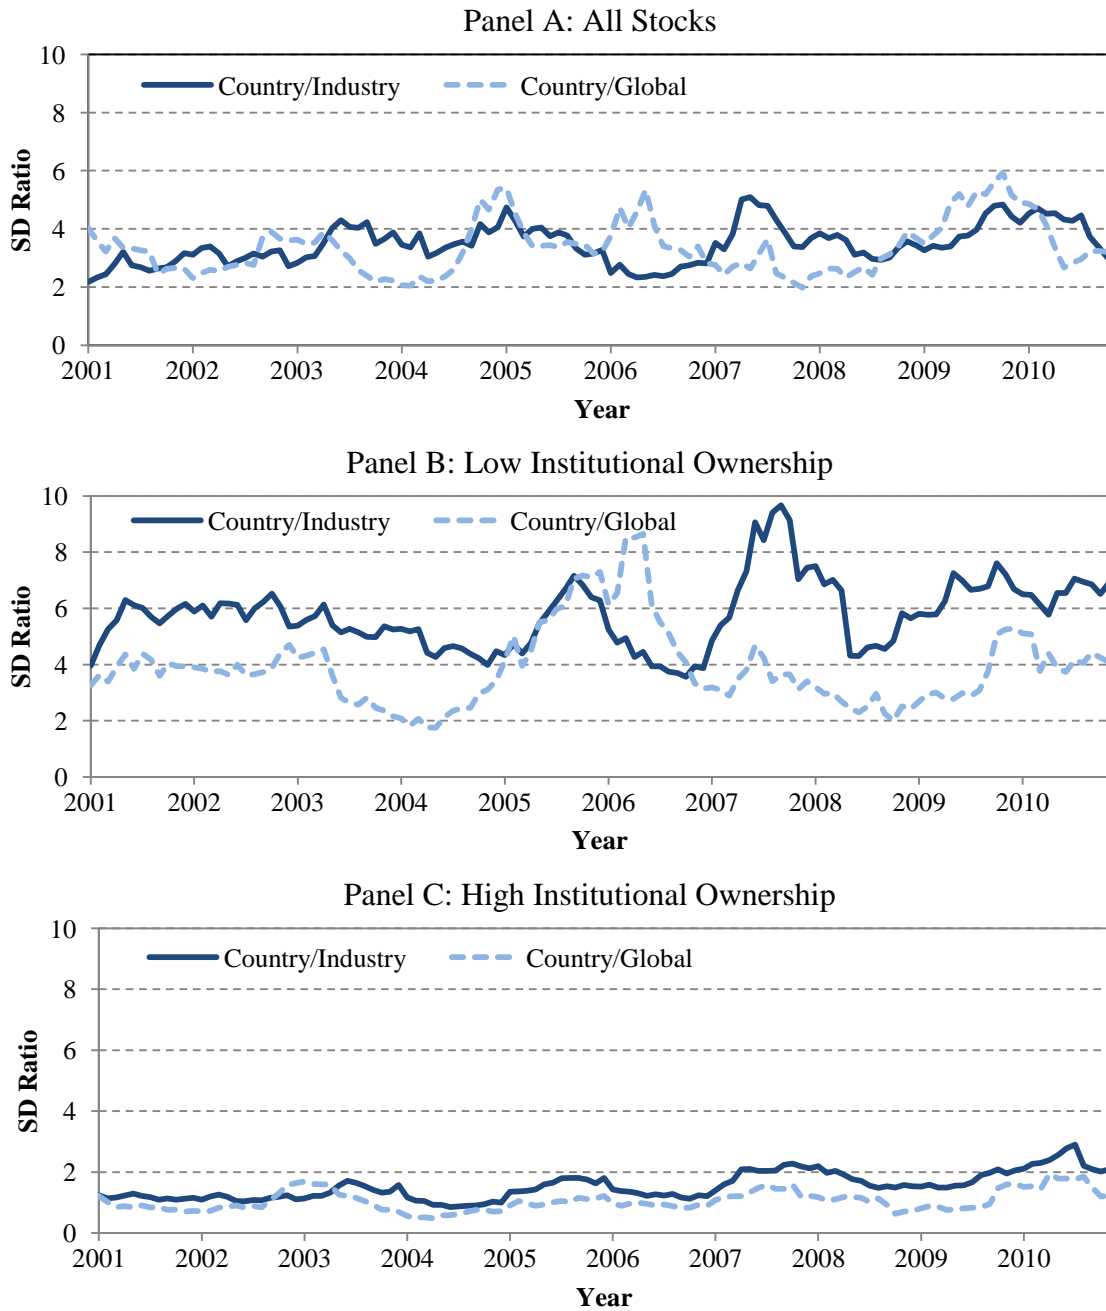 Panel A: All Stocks
10
Country/Industry Country/Global
8
6
4
2
0
SD Ratio
2001 2002 2003 2004 2005 2006 2007 2008 2009 2010
Year
Panel B: Low Institutional Ownership
10
Country/Industry Country/Global
8
6
4
2
0
SD Ratio
2001 2002 2003 2004 2005 2006 2007 2008 2009 2010
Year
Panel C: High Institutional Ownership
10
Country/Industry Country/Global
8
6
4
2
0
SD Ratio
2001 2002 2003 2004 2005 2006 2007 2008 2009 2010
Year